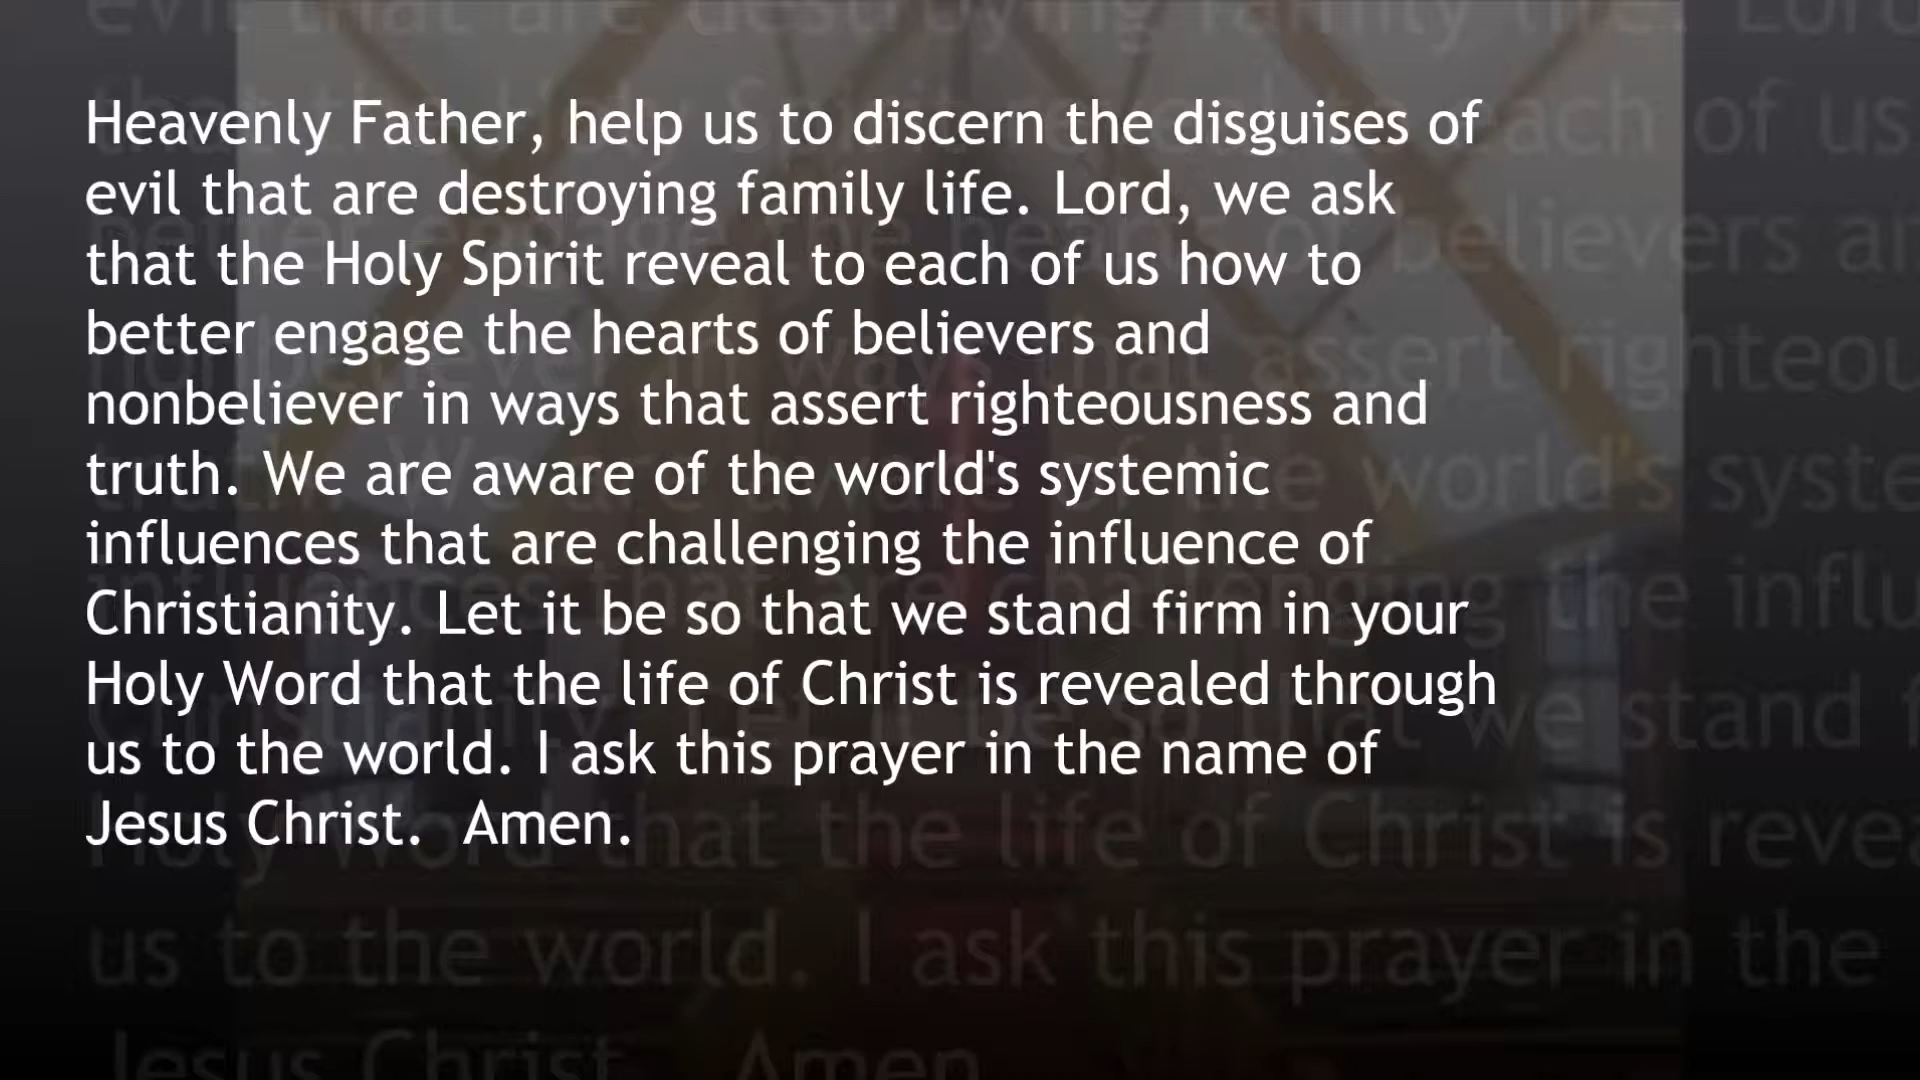 Heavenly Father, help us to discern the disguises of
evil that are destroying family life. Lord, we ask
that the Holy Spirit reveal to each of us how to
better engage the hearts of believers and
nonbeliever in ways that assert righteousness and
truth.  We are aware of the world's systemic
influences that are challenging the influence of
Christianity. Let it be so that we stand firm in your
Holy Word that the life of Christ is revealed through
us to the world. I ask this prayer in the name of
Jesus Christ.  Amen.